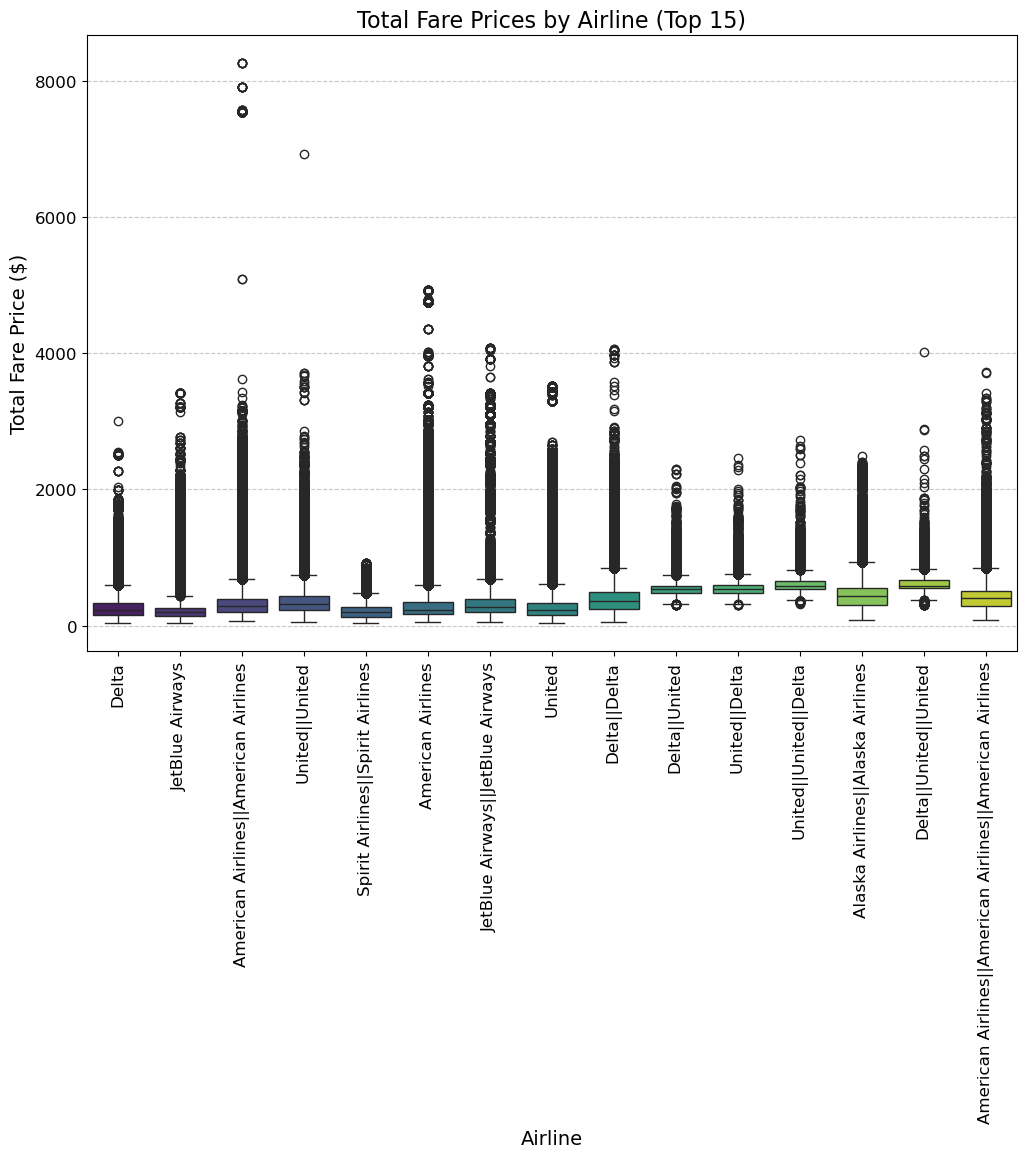 Total Fare Prices by Airline (Top 15)
Total Fare Price ($)
8000
6000
4000
2000
0
Delta
JetBlue Airways
American Airlines||American Airlines
United||United
Spirit Airlines||Spirit Airlines
American Airlines
JetBlue Airways||JetBlue Airways
United
Delta||Delta
Delta||United
United||Delta
United||United||Delta
Alaska Airlines||Alaska Airlines
Delta||United||United
American Airlines||American Airlines||American Airlines
Airline